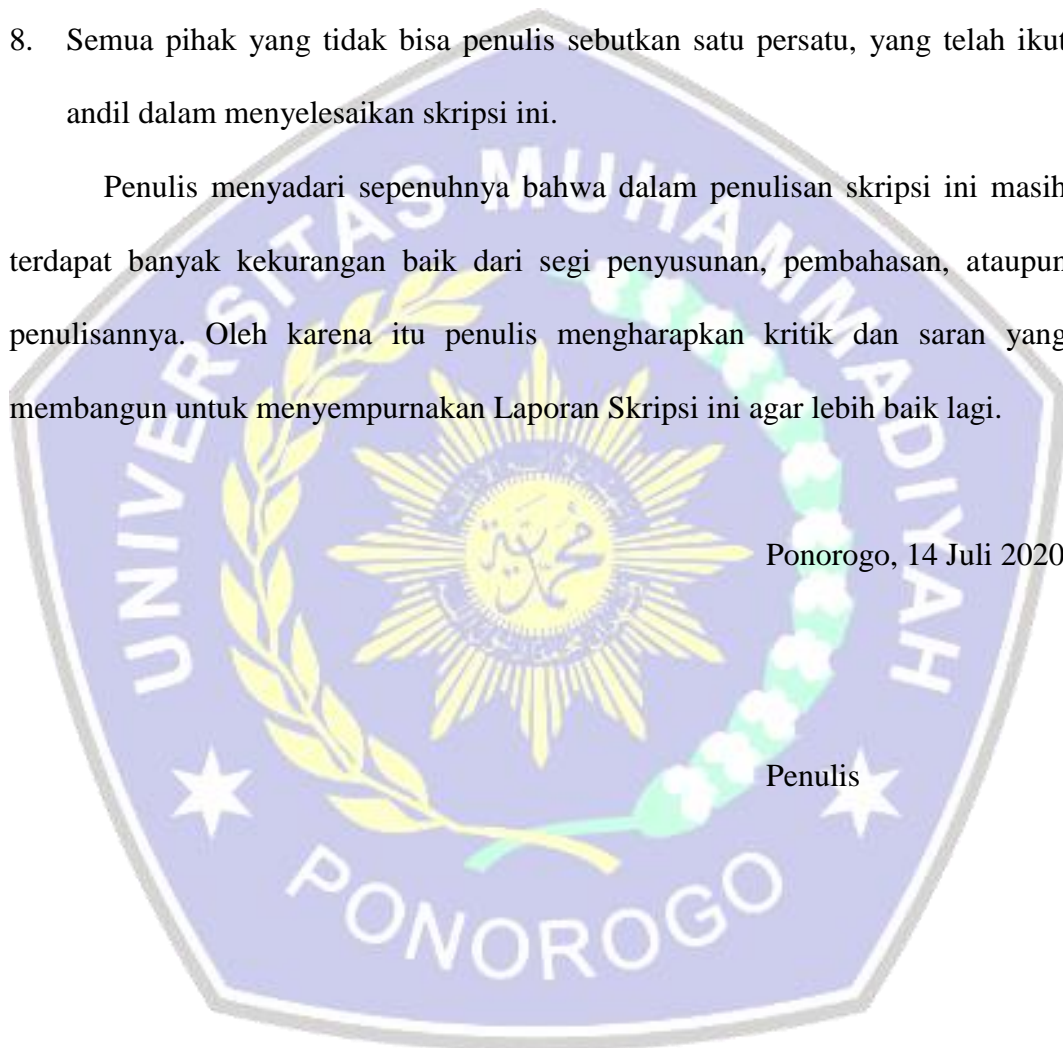 8. Semua pihak yang tidak bisa penulis sebutkan satu persatu, yang telah ikut
andil dalam menyelesaikan skripsi ini.
Penulis menyadari sepenuhnya bahwa dalam penulisan skripsi ini masih
terdapat banyak kekurangan baik dari segi penyusunan, pembahasan, ataupun
penulisannya. Oleh karena itu penulis mengharapkan kritik dan saran yang
membangun untuk menyempurnakan Laporan Skripsi ini agar lebih baik lagi.
Ponorogo, 14 Juli 2020
Penulis
UNIVERSITAS MUHAMMADIYAH
PONOROGO
محمدية